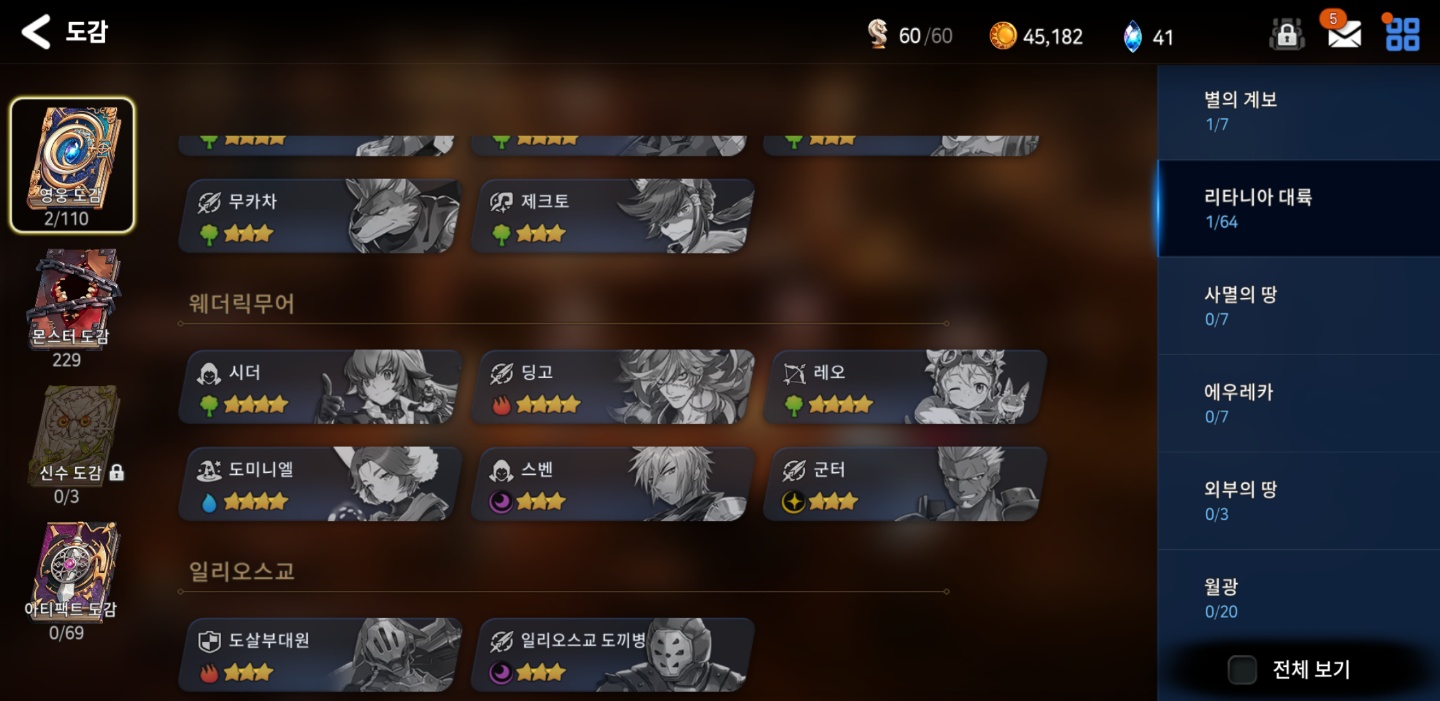 도감
60/60
45,182
41
5
영웅 도감
2/110
몬스터 도감
229
신수 도감
0/3
아티팩트 도감
0/69
무카차
제크토
웨더릭무어
시더
딩고
레오
도미니엘
스벤
군터
일리오스교
도살부대원
일리오스교 도끼병
별의 계보
1/7
리타니아 대륙
1/64
사멸의 땅
0/7
에우레카
0/7
외부의 땅
0/3
월광
0/20
전체 보기